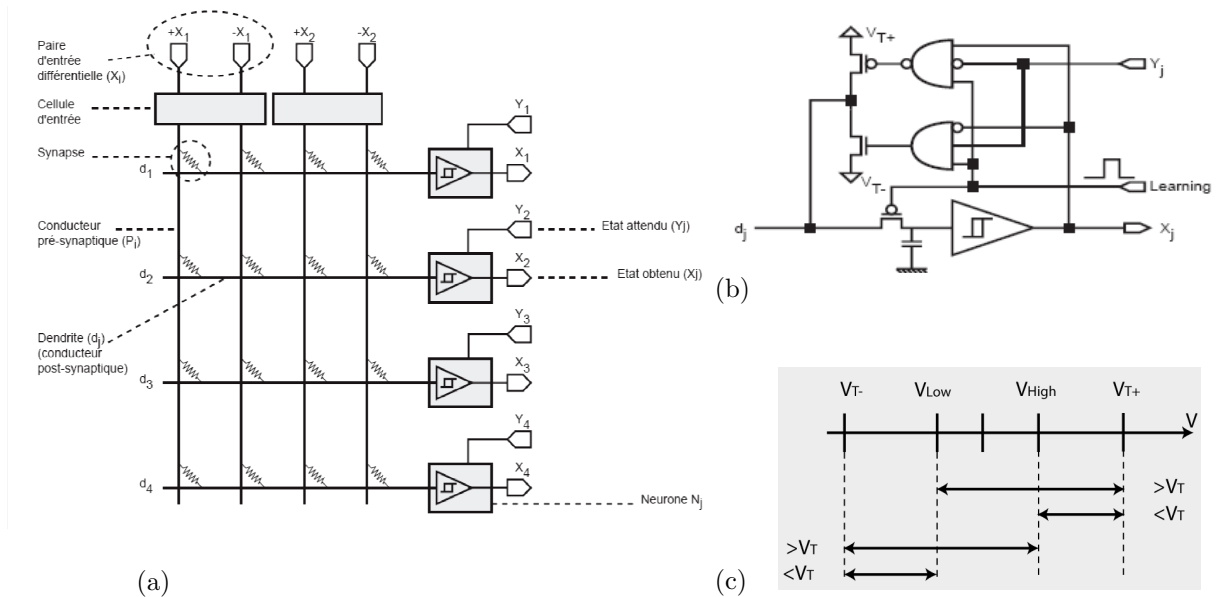 +X1 -X1 +X2 -X2
Paire
d'entrée
différentielle (Xi)
Cellule
d'entrée
Synapse
d1
Y1
X1
Conducteur
pré-synaptique (Pi)
Y2
Etat attendu (Yj)
d2
X2
Etat obtenu (Xj)
Dendrite (dj)
(conducteur
post-synaptique)
Y3
d3
X3
Y4
d4
X4
Neurone Nj
(a)
VT+
Yj
VT-
Learning
dj
Xj
(b)
VT- VLow VHigh VT+
V
>VT
<VT
>VT
<VT
(c)